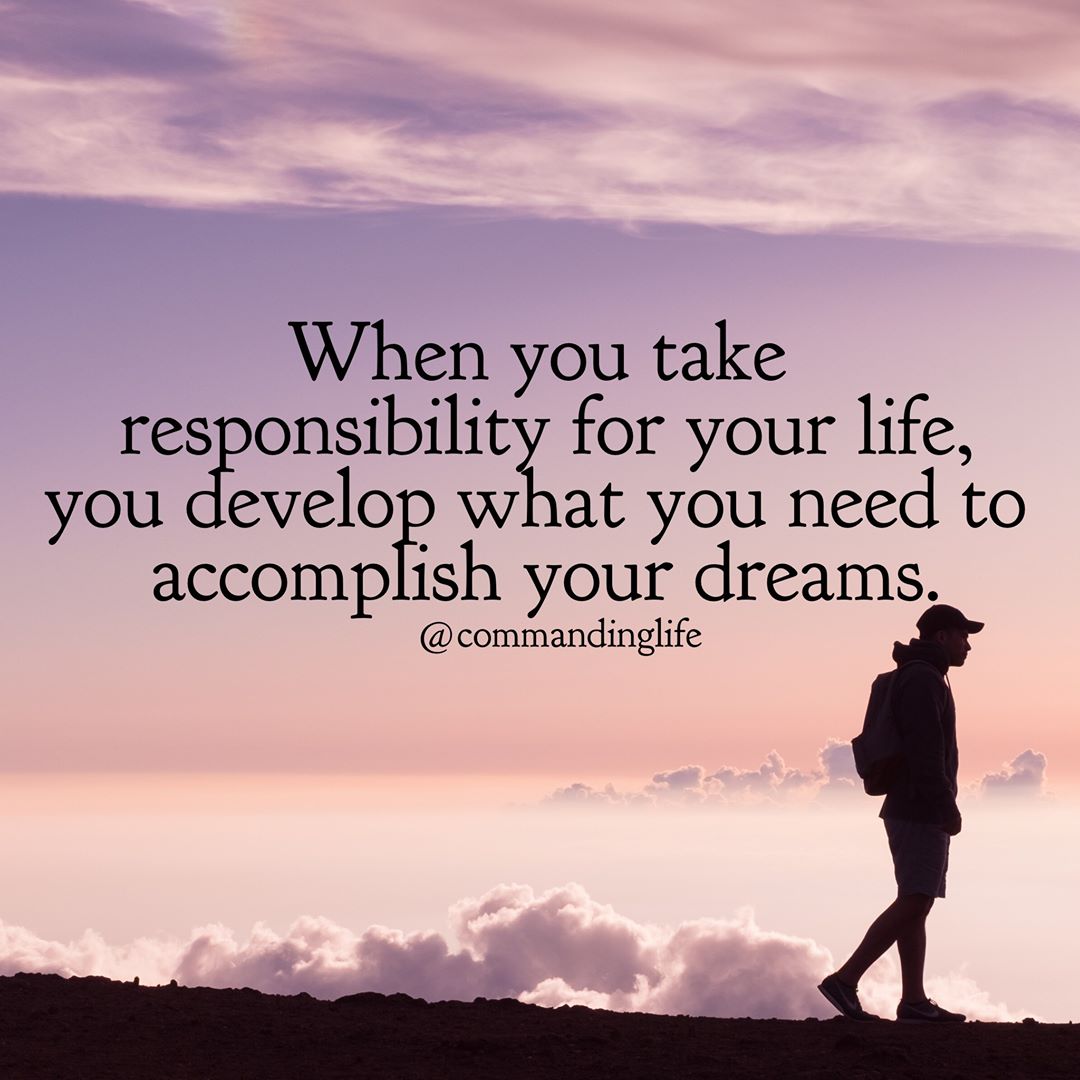 When you take
responsibility for your life,
you develop what you need to
accomplish your dreams.
@commandinglife